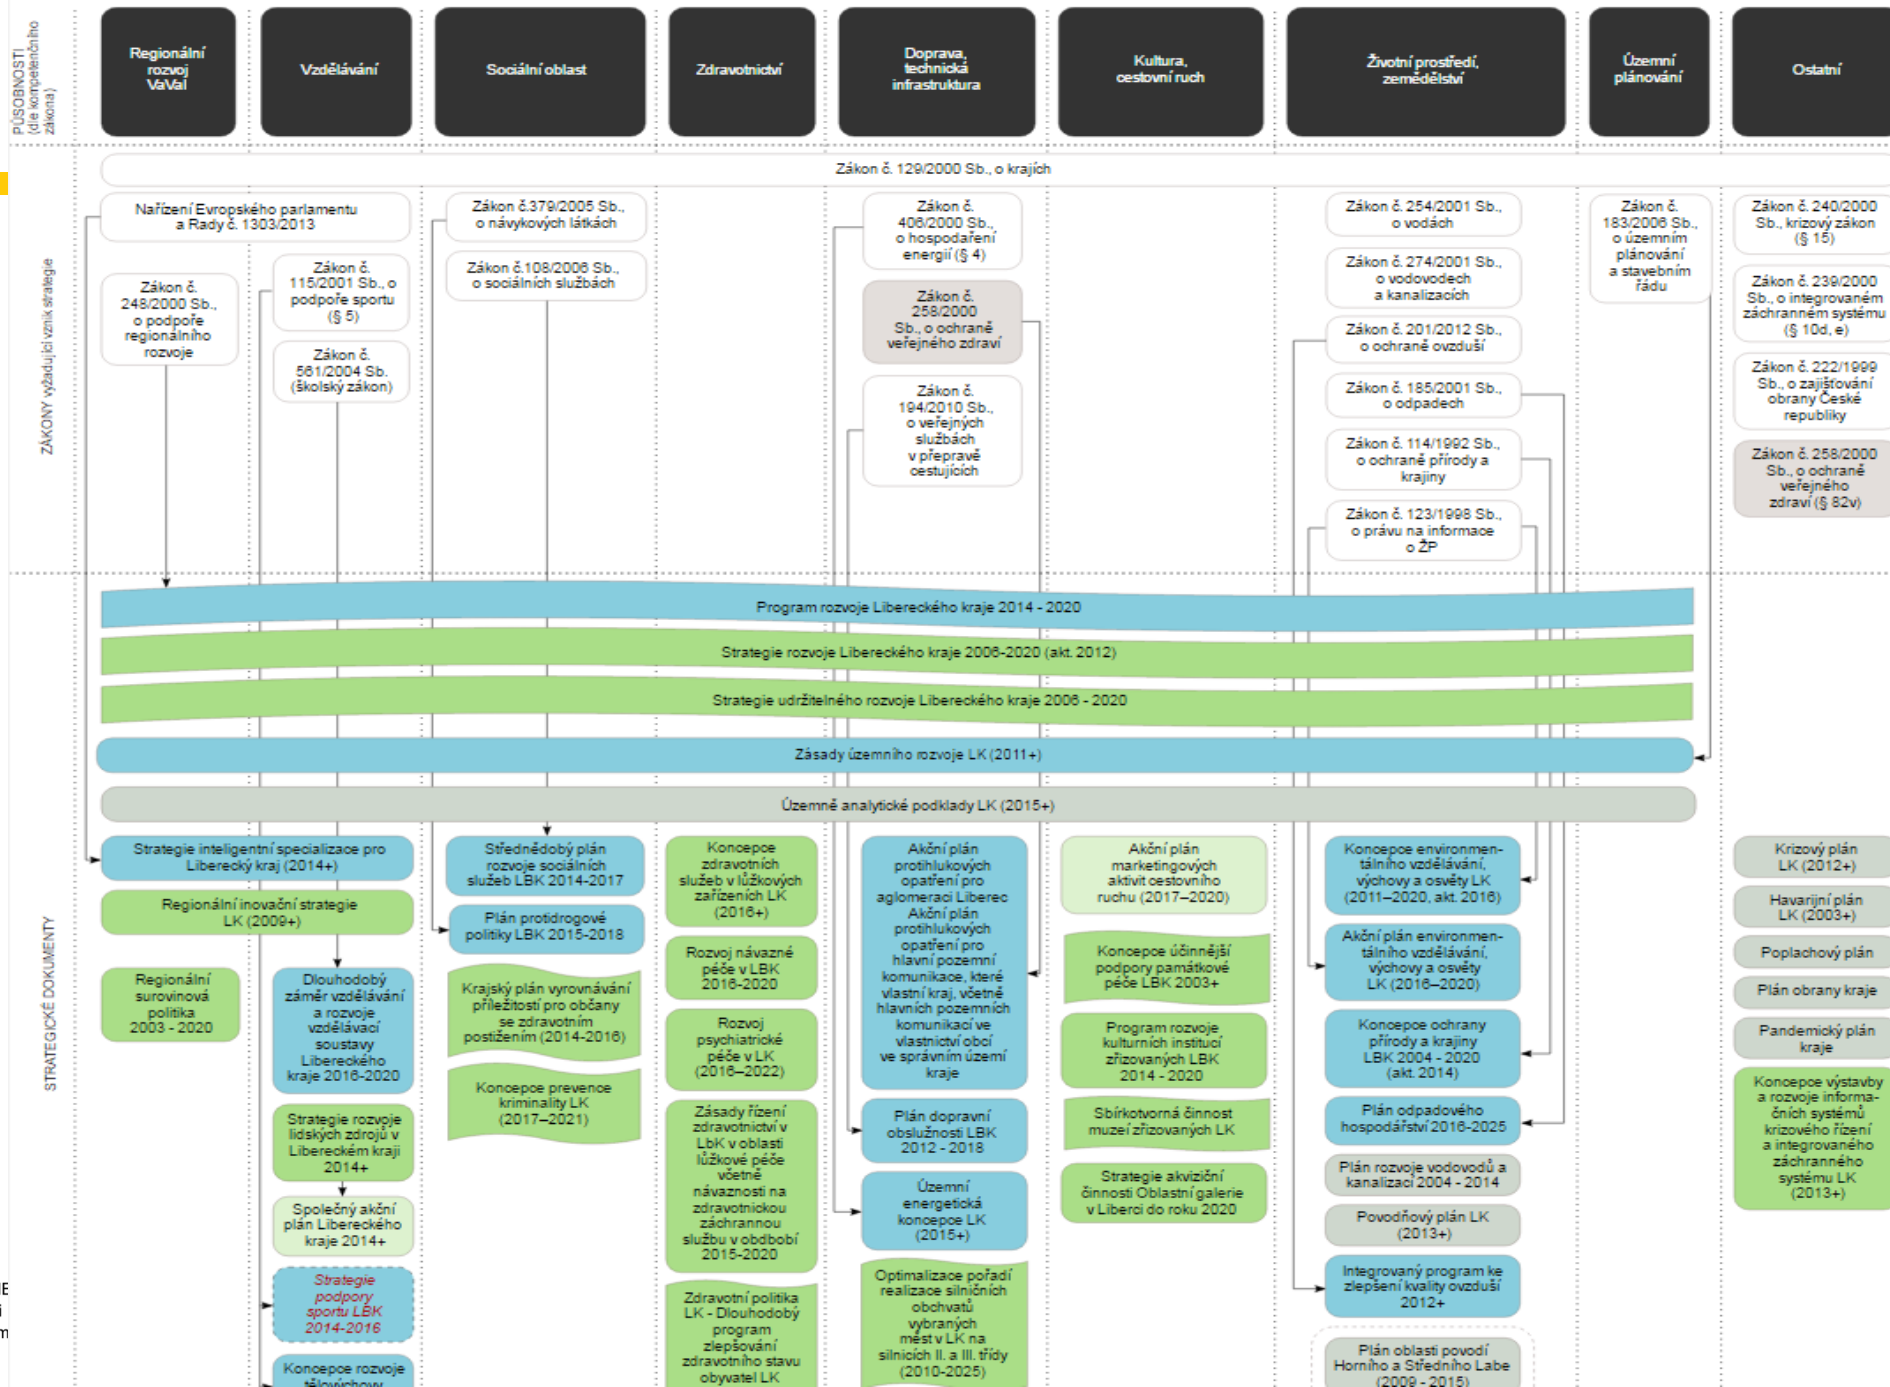 PŮSOBNOSTI
(dle kompetenčního
zákona)
Regionální
rozvoj
VaVaI
Vzdělávání
Sociální oblast
Zdravotnictví
Doprava,
technická
infrastruktura
Kultura,
cestovní ruch
Životní prostředí,
zemědělství
Územní
plánování
Ostatní
ZÁKONY vyžadující vznik strategie
Zákon č. 129/2000 Sb., o krajích
Nařízení Evropského parlamentu
a Rady č. 1303/2013
Zákon č.
248/2000 Sb.,
o podpoře
regionálního
rozvoje
Zákon č.
115/2001 Sb., o
podpoře sportu
(§ 5)
Zákon č.
561/2004 Sb.
(školský zákon)
Zákon č.379/2005 Sb.,
o návykových látkách
Zákon č.108/2006 Sb.,
o sociálních službách
Zákon č.
406/2000 Sb.,
o hospodaření
energií (§ 4)
Zákon č.
258/2000
Sb., o ochraně
veřejného zdraví
Zákon č.
194/2010 Sb.,
o veřejných
službách
v přepravě
cestujících
Zákon č. 254/2001 Sb.,
o vodách
Zákon č. 274/2001 Sb.,
o vodovodech
a kanalizacích
Zákon č. 201/2012 Sb.,
o ochraně ovzduší
Zákon č. 185/2001 Sb.,
o odpadech
Zákon č. 114/1992 Sb.,
o ochraně přírody a
krajiny
Zákon č. 123/1998 Sb.,
o právu na informace
o ŽP
Zákon č.
183/2006 Sb.,
o územním
plánování
a stavebním
řádu
Zákon č. 240/2000
Sb., krizový zákon
(§ 15)
Zákon č. 239/2000
Sb., o integrovaném
záchranném systému
(§ 10d, e)
Zákon č. 222/1999
Sb., o zajišťování
obrany České
republiky
Zákon č. 258/2000
Sb., o ochraně
veřejného
zdraví (§ 82v)
STRATEGICKÉ DOKUMENTY
Program rozvoje Libereckého kraje 2014 - 2020
Strategie rozvoje Libereckého kraje 2006-2020 (akt. 2012)
Strategie udržitelného rozvoje Libereckého kraje 2006 - 2020
Zásady územního rozvoje LK (2011+)
Územně analytické podklady LK (2015+)
Strategie inteligentní specializace pro
Liberecký kraj (2014+)
Regionální inovační strategie
LK (2009+)
Regionální
surovinová
politika
2003 - 2020
Dlouhodobý
záměr vzdělávání
a rozvoje
vzdělávací
soustavy
Libereckého
kraje 2016-2020
Strategie rozvoje
lidských zdrojů v
Libereckém kraji
2014+
Společný akční
plán Libereckého
kraje 2014+
Strategie
podpory
sportu LBK
2014-2016
Koncepce rozvoje
tělovýchovy
Střednědobý plán
rozvoje sociálních
služeb LBK 2014-2017
Plán protidrogové
politiky LBK 2015-2018
Krajský plán vyrovnávání
příležitostí pro občany
se zdravotním
postižením (2014-2016)
Koncepce prevence
kriminality LK
(2017–2021)
Koncepce
zdravotních
služeb v lůžkových
zařízeních LK
(2016+)
Rozvoj návazné
péče v LBK
2016-2020
Rozvoj
psychiatrické
péče v LK
(2016–2022)
Zásady řízení
zdravotnictví v
LbK v oblasti
lůžkové péče
včetně
návaznosti na
zdravotnickou
záchrannou
službu v obdbobí
2015-2020
Zdravotní politika
LK - Dlouhodobý
program
zlepšování
zdravotního stavu
obyvatel LK
Akční plán
protihlukových
opatření pro
aglomeraci Liberec
Akční plán
protihlukových
opatření pro
hlavní pozemní
komunikace, které
vlastní kraj, včetně
hlavních pozemních
komunikací ve
vlastnictví obcí
ve správním území
kraje
Plán dopravní
obslužnosti LBK
2012 - 2018
Územní
energetická
koncepce LK
(2015+)
Optimalizace pořadí
realizace silničních
obchvatů
vybraných
měst v LK na
silnicích II. a III. třídy
(2010-2025)
Akční plán
marketingových
aktivit cestovního
ruchu (2017–2020)
Koncepce účinnější
podpory památkové
péče LBK 2003+
Program rozvoje
kulturních institucí
zřizovaných LBK
2014 - 2020
Sbírkotvorná činnost
muzeí zřizovaných LK
Strategie akviziční
činnosti Oblastní galerie
v Liberci do roku 2020
Koncepce environmen-
tálního vzdělávání,
výchovy a osvěty LK
(2011–2020, akt. 2016)
Akční plán environmen-
tálního vzdělávání,
výchovy a osvěty
LK (2016–2020)
Koncepce ochrany
přírody a krajiny
LBK 2004 - 2020
(akt. 2014)
Plán odpadového
hospodářství 2016-2025
Plán rozvoje vodovodů a
kanalizací 2004 - 2014
Povodňový plán LK
(2013+)
Integrovaný program ke
zlepšení kvality ovzduší
2012+
Plán oblasti povodí
Horního a Středního Labe
(2009 - 2015)
Krizový plán
LK (2012+)
Havarijní plán
LK (2003+)
Poplachový plán
Plán obrany kraje
Pandemický plán
kraje
Koncepce výstavby
a rozvoje informa-
čních systémů
krizového řízení
a integrovaného
záchranného
systému LK
(2013+)